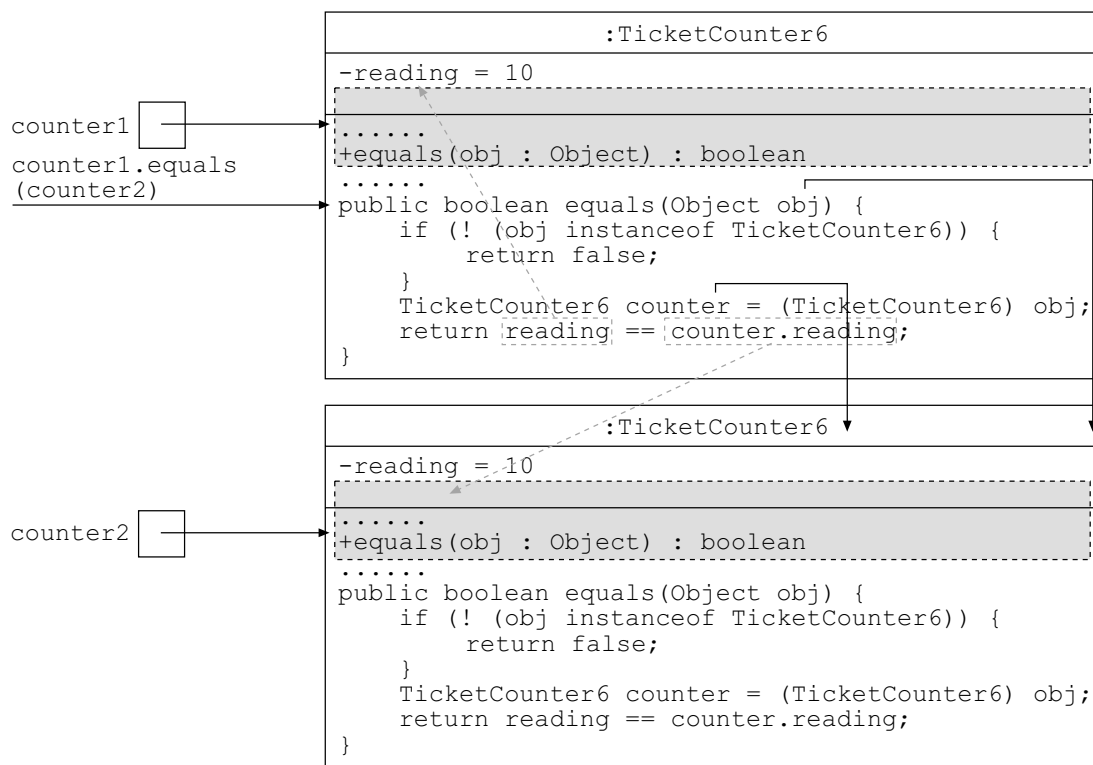 :TicketCounter6
-reading = 10
counter1
......
+equals(obj : Object) : boolean
counter1.equals
(counter2)
......
public boolean equals(Object obj) {
if (! (obj instanceof TicketCounter6)) {
return false;
}
TicketCounter6 counter = (TicketCounter6) obj;
return reading == counter.reading;
}
:TicketCounter6
-reading = 10
counter2
......
+equals(obj : Object) : boolean
......
public boolean equals(Object obj) {
if (! (obj instanceof TicketCounter6)) {
return false;
}
TicketCounter6 counter = (TicketCounter6) obj;
return reading == counter.reading;
}